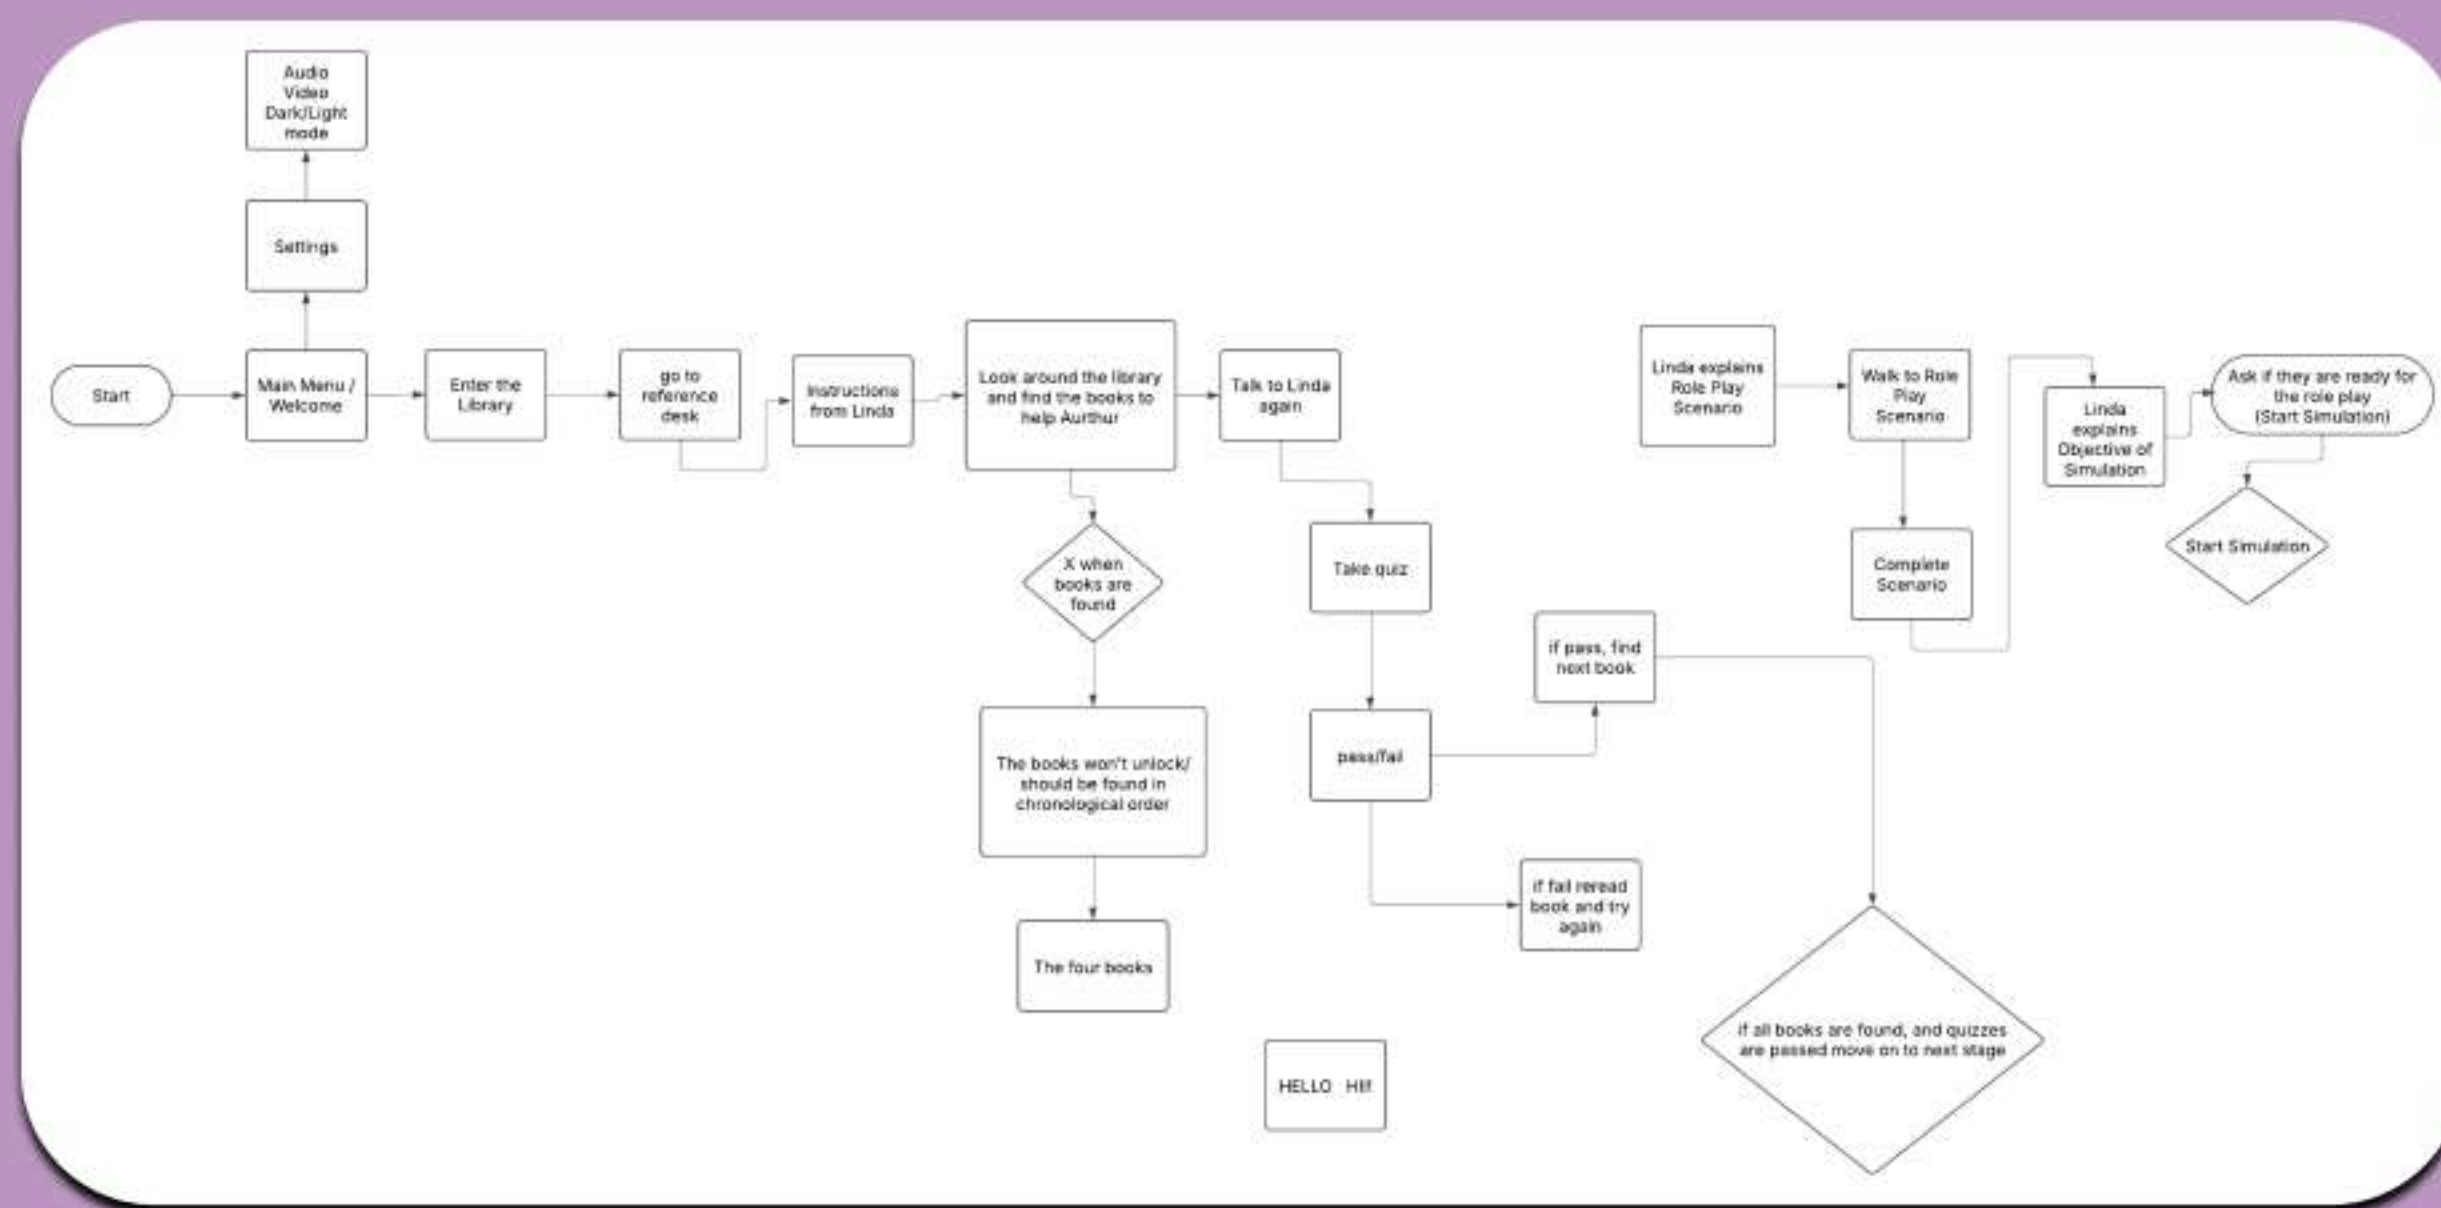 Audio
Video
Dark/Light
mode
Settings
Start
Main Menu /
Welcome
Enter the
Library
go to
reference
desk
Instructions
from Linda
Look around the library
and find the books to
help Aurthur
Talk to Linda
again
X when
books are
found
The books won't unlock/
should be found in
chronological order
The four books
Take quiz
pass/fail
if pass, find
next book
if fail reread
book and try
again
HELLO HI!!
if all books are found, and quizzes
are passed move on to next stage
Linda explains
Role Play
Scenario
Walk to Role
Play
Scenario
Complete
Scenario
Linda
explains
Objective of
Simulation
Ask if they are ready for
the role play
(Start Simulation)
Start Simulation